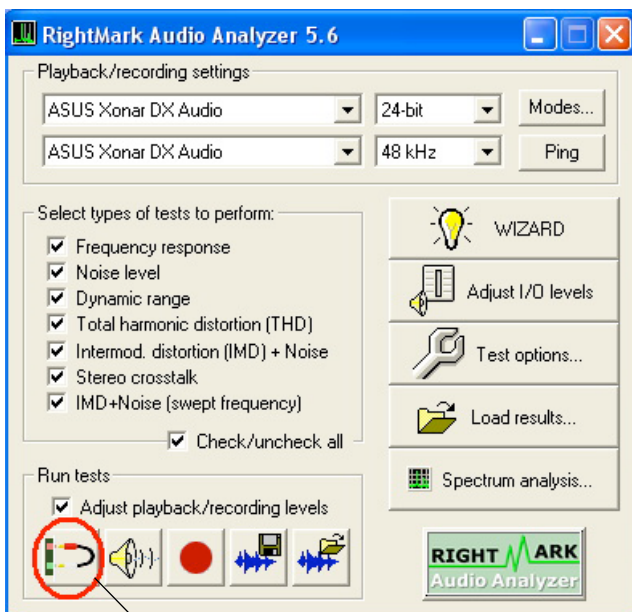 RightMark Audio Analyzer 5.6
Playback/recording settings
ASUS Xonar DX Audio 24-bit Modes...
ASUS Xonar DX Audio 48 kHz Ping
Select types of tests to perform:
Frequency response
Noise level
Dynamic range
Total harmonic distortion (THD)
Intermod. distortion (IMD) + Noise
Stereo crosstalk
IMD+Noise (swept frequency)
Check/uncheck all
WIZARD
Adjust I/O levels
Test options...
Load results...
Spectrum analysis...
Run tests
Adjust playback/recording levels
RIGHT MARK
Audio Analyzer